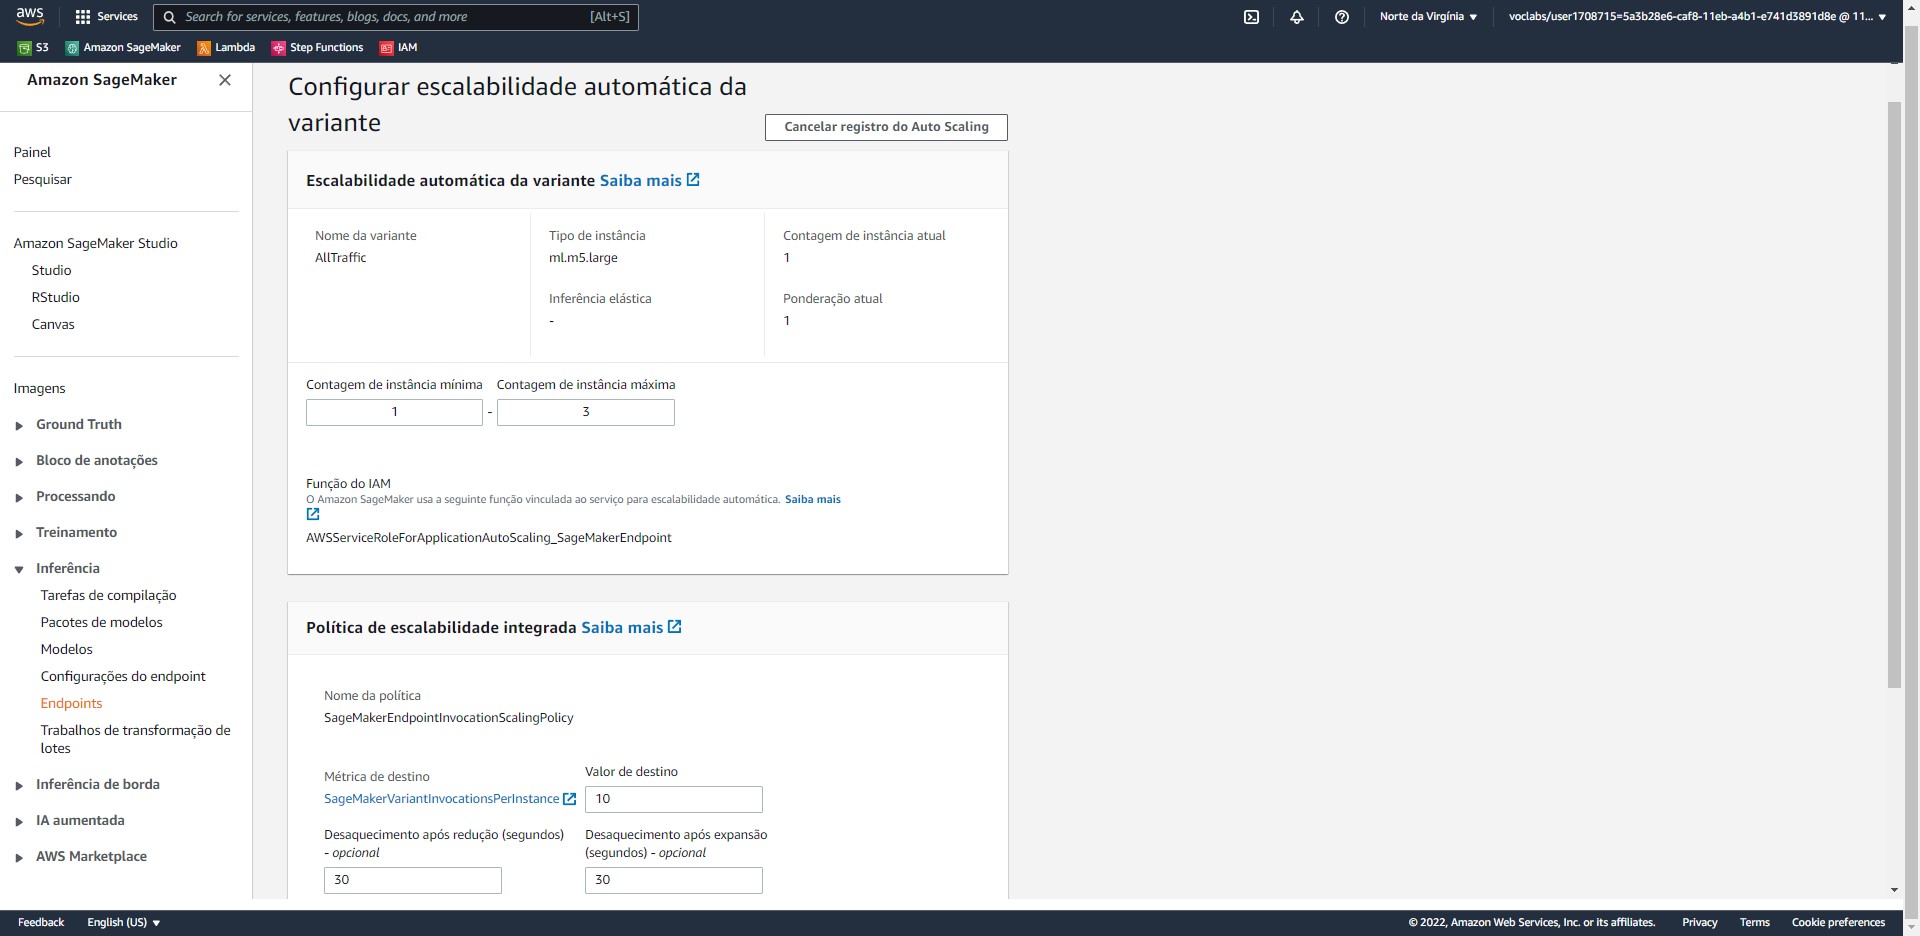 aws
Services
Search for services, features, blogs, docs, and more
[Alt+S]
Norte da Virgínia
voclabs/user1708715=5a3b28e6-caf8-11eb-a4b1-e741d3891d8e @ 11...
S3
Amazon SageMaker
Lambda
Step Functions
IAM
Amazon SageMaker
Painel
Pesquisar
Amazon SageMaker Studio
Studio
RStudio
Canvas
Imagens
Ground Truth
Bloco de anotações
Processando
Treinamento
Inferência
Tarefas de compilação
Pacotes de modelos
Modelos
Configurações do endpoint
Endpoints
Trabalhos de transformação de
lotes
Inferência de borda
IA aumentada
AWS Marketplace
Configurar escalabilidade automática da
variante
Cancelar registro do Auto Scaling
Escalabilidade automática da variante Saiba mais
Nome da variante
AllTraffic
Tipo de instância
ml.m5.large
Inferência elástica
-
Contagem de instância atual
1
Ponderação atual
1
Contagem de instância mínima
Contagem de instância máxima
1 - 3
Função do IAM
O Amazon SageMaker usa a seguinte função vinculada ao serviço para escalabilidade automática. Saiba mais
AWSServiceRoleForApplicationAutoScaling_SageMakerEndpoint
Política de escalabilidade integrada Saiba mais
Nome da política
SageMakerEndpointInvocationScalingPolicy
Métrica de destino
SageMakerVariantInvocationsPerInstance
Valor de destino
10
Desaquecimento após redução (segundos)
- opcional
30
Desaquecimento após expansão
(segundos) - opcional
30
Feedback
English (US)
© 2022, Amazon Web Services, Inc. or its affiliates.
Privacy
Terms
Cookie preferences